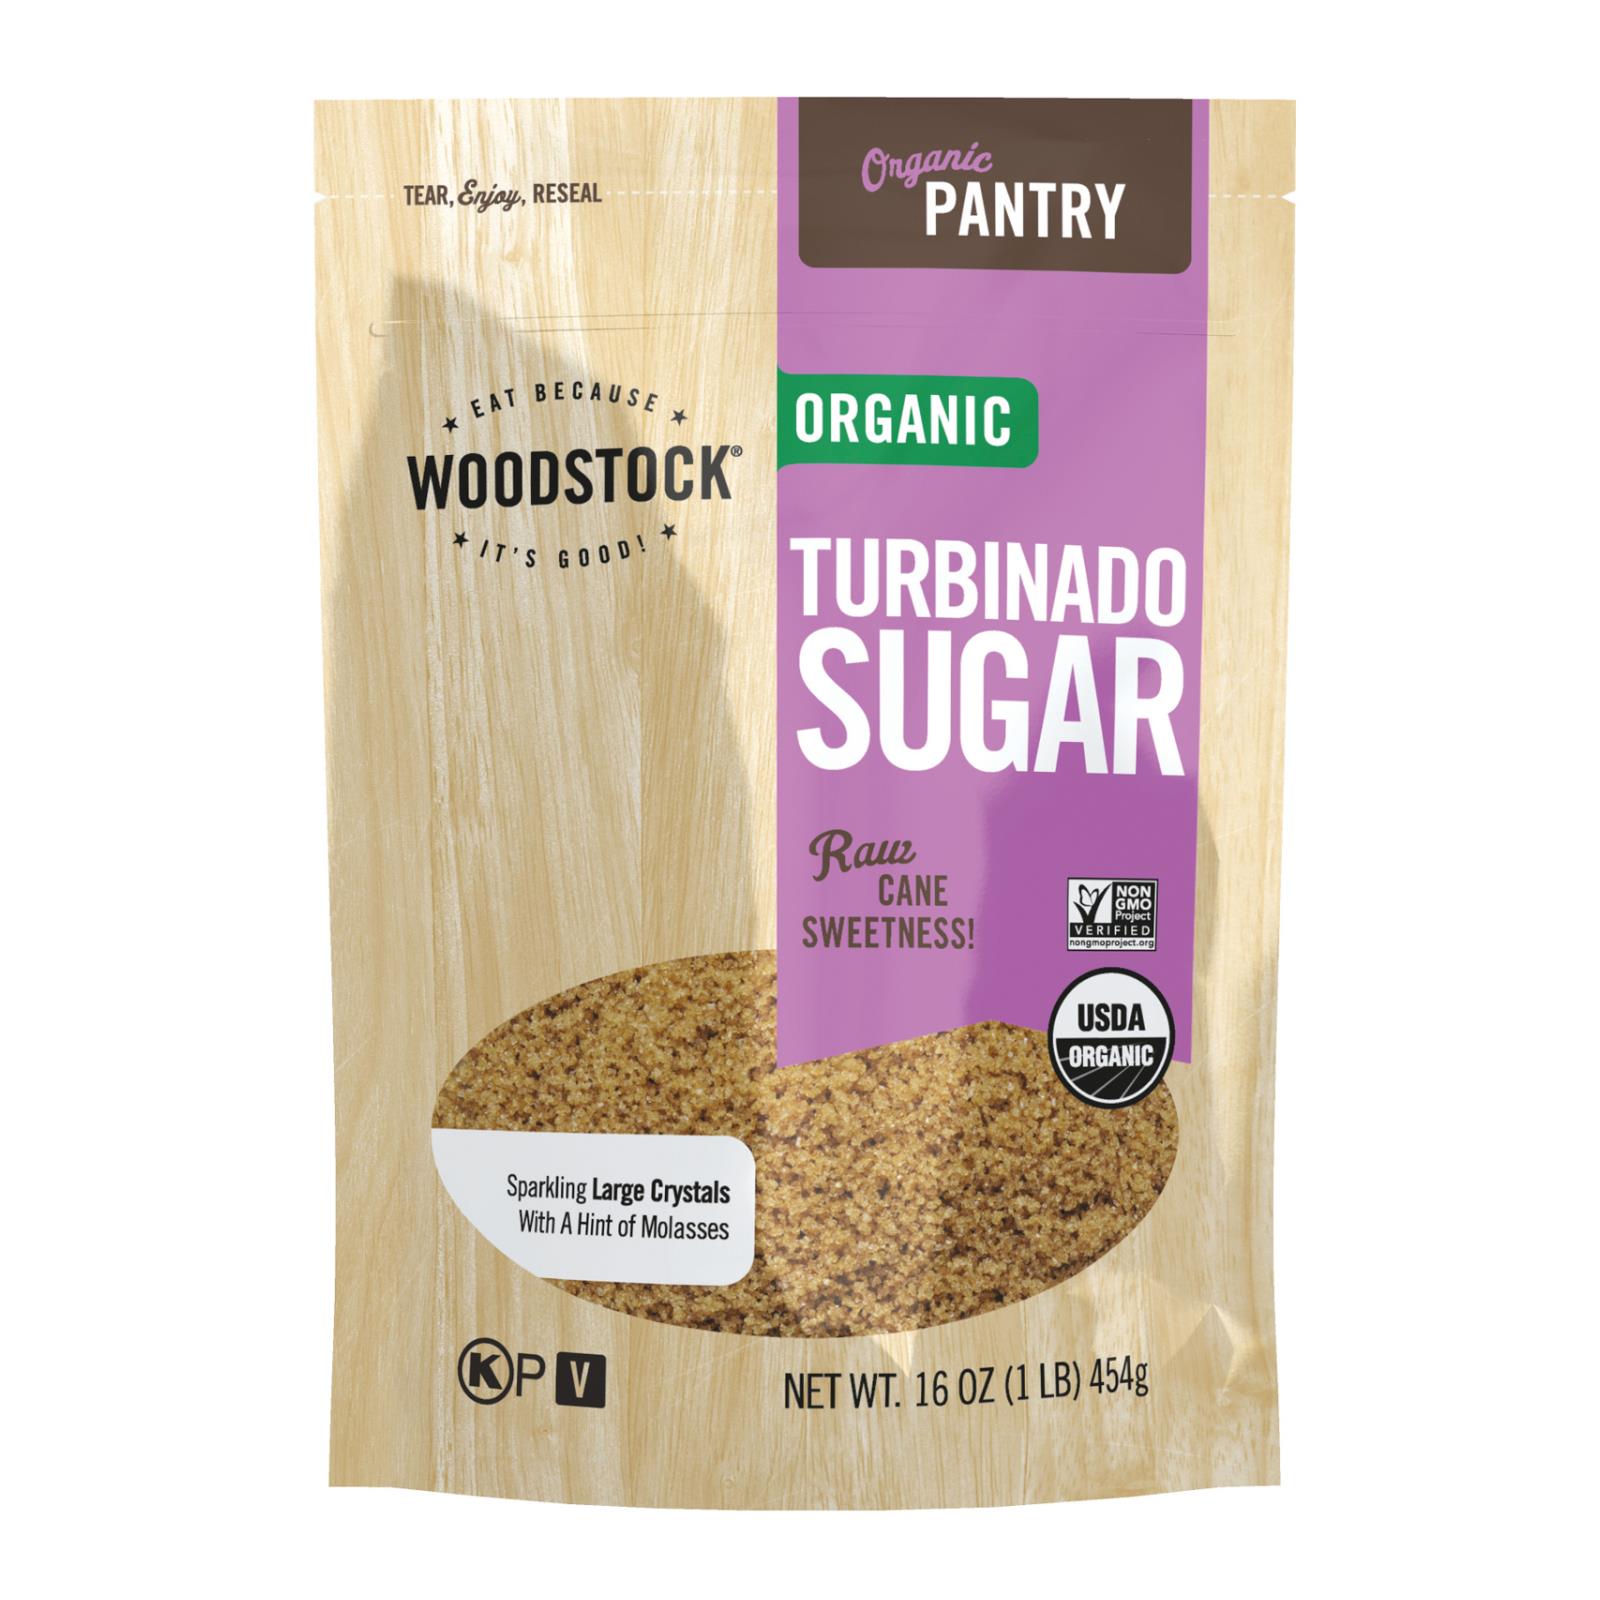 TEAR, Enjoy, RESEAL
Organic
PANTRY
EAT BECAUSE
WOODSTOCK®
IT'S GOOD!
ORGANIC
TURBINADO
SUGAR
Raw
CANE
SWEETNESS!
NON
GMO
Project
VERIFIED
nongmoproject.org
USDA
ORGANIC
Sparkling Large Crystals
With A Hint of Molasses
K P V
NET WT. 16 OZ (1 LB) 454g